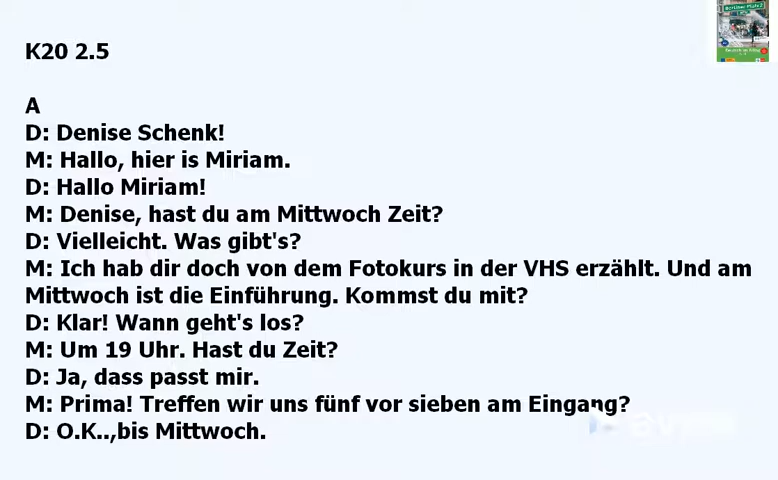 K20 2.5
A
D: Denise Schenk!
M: Hallo, hier is Miriam.
D: Hallo Miriam!
M: Denise, hast du am Mittwoch Zeit?
D: Vielleicht. Was gibt's?
M: Ich hab dir doch von dem Fotokurs in der VHS erzählt. Und am
Mittwoch ist die Einführung. Kommst du mit?
D: Klar! Wann geht's los?
M: Um 19 Uhr. Hast du Zeit?
D: Ja, dass passt mir.
M: Prima! Treffen wir uns fünf vor sieben am Eingang?
D: O.K..,bis Mittwoch.